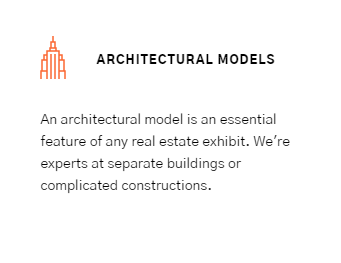 ARCHITECTURAL MODELS
An architectural model is an essential
feature of any real estate exhibit. We're
experts at separate buildings or
complicated constructions.